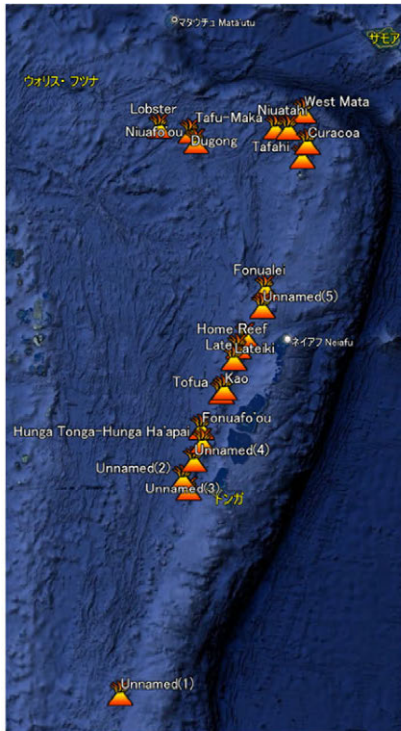 マタウチュ Mata'utu
サモア
ウォリス・フツナ
West Mata
Lobster
Tafu-Maka
Niuatahi
Niuafo'ou
Dugong
Tafahi
Curacoa
Fonualei
Unnamed(5)
Home Reef
ネイアフ Neiafu
Late
Lateiki
Kao
Tofua
Fonuafo'ou
Hunga Tonga-Hunga Ha'apai
Unnamed(4)
Unnamed(2)
Unnamed(3)
トンガ
Unnamed(1)